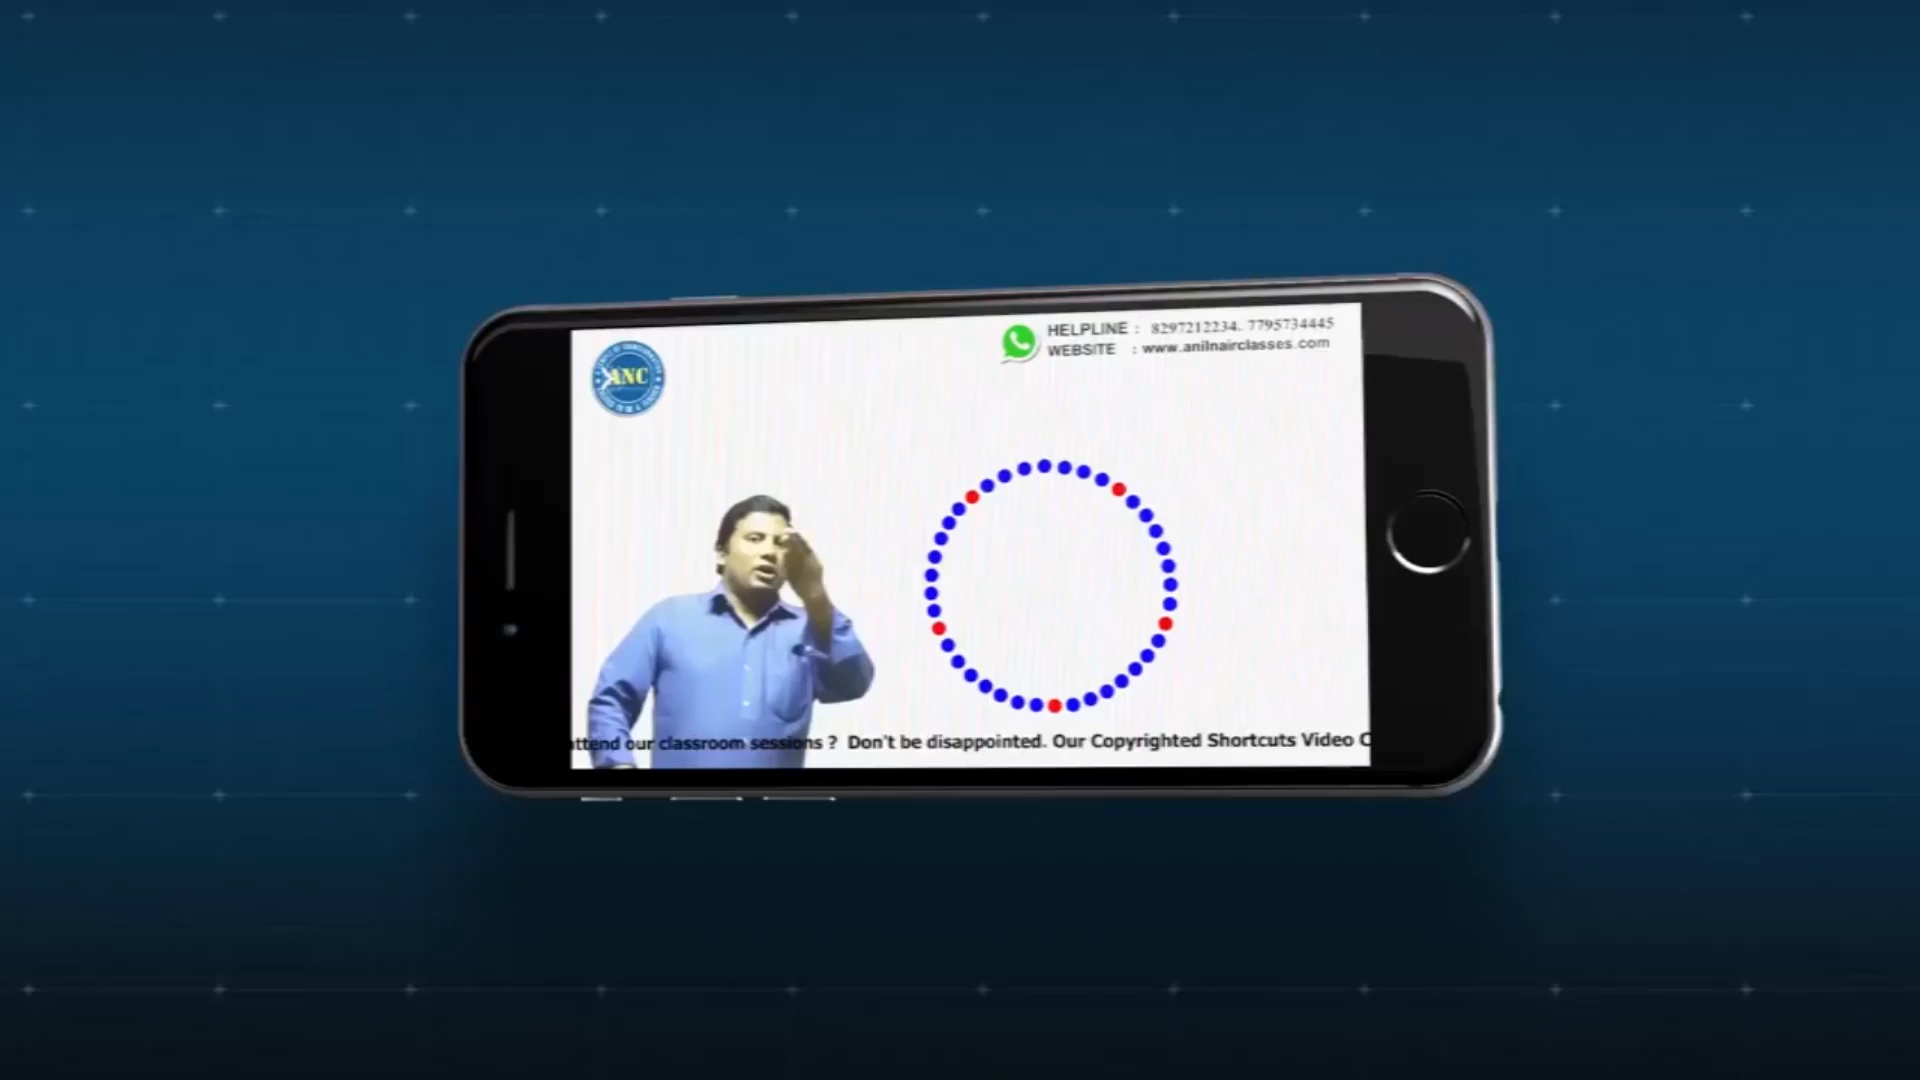 HELPLINE : 8297212234. 7795734445
WEBSITE : www.anilnairclasses.com
ANC
ttend our classroom sessions ? Don't be disappointed. Our Copyrighted Shortcuts Video C